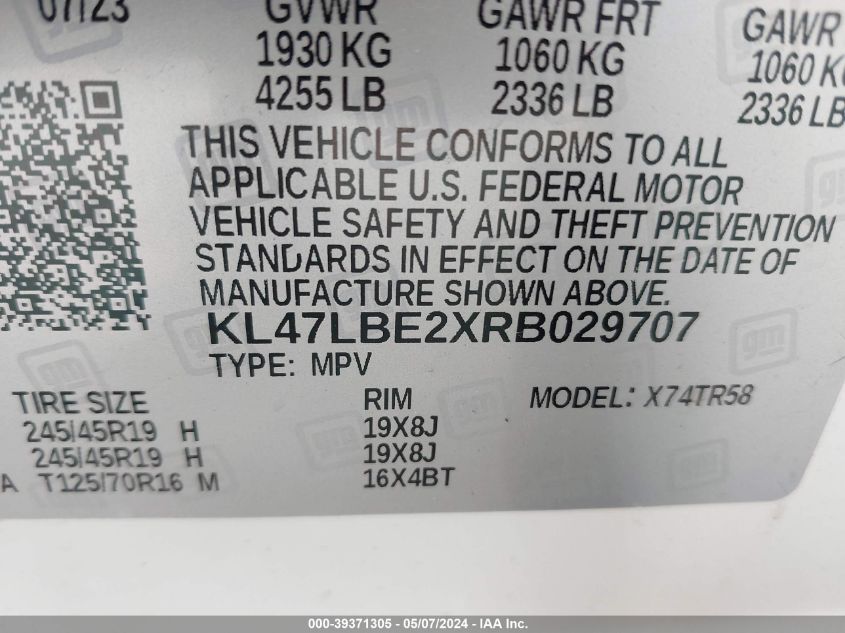 07/23 GVWR GAWR FRT GAWR
1930 KG 1060 KG 1060 KG
4255 LB 2336 LB 2336 LB
THIS VEHICLE CONFORMS TO ALL
APPLICABLE U.S. FEDERAL MOTOR
VEHICLE SAFETY AND THEFT PREVENTION
STANDARDS IN EFFECT ON THE DATE OF
MANUFACTURE SHOWN ABOVE.
KL47LBE2XRB029707
TYPE: MPV
TIRE SIZE RIM MODEL: X74TR58
245/45R19 H 19X8J
245/45R19 H 19X8J
A T125/70R16 M 16X4BT
000-39371305 - 05/07/2024 - IAA, Inc.